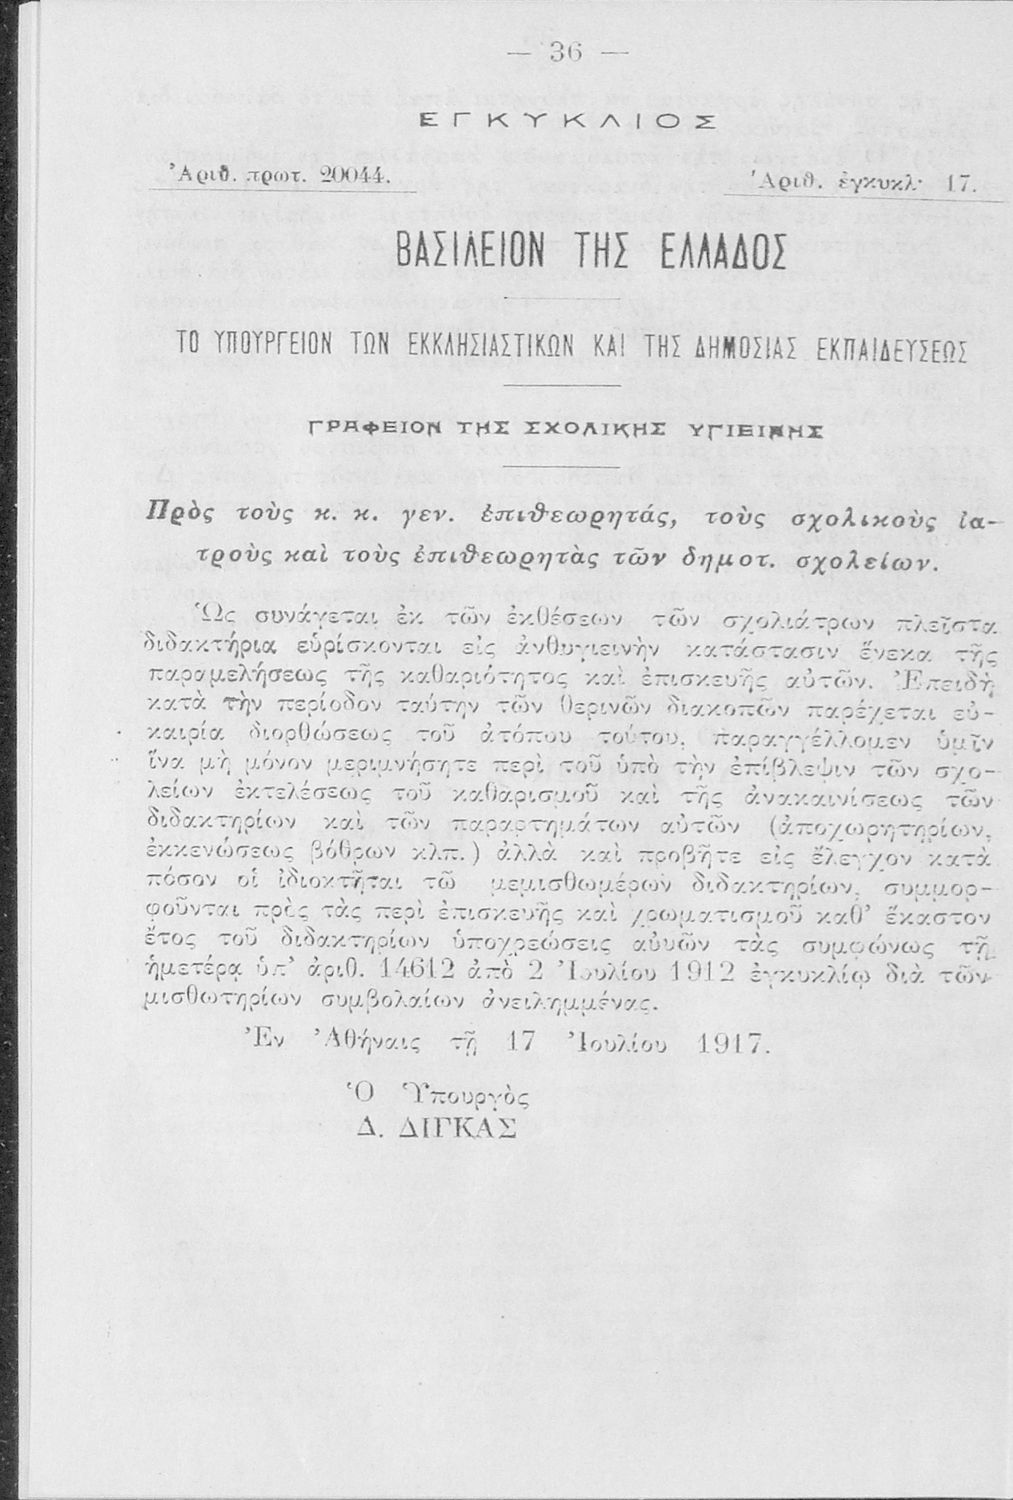 — 36 —
ΕΓΚΥΚΛΙΟΣ
Ἀριθ. πρωτ. 20044.
Ἀριθ. ἐγκυκλ· 17.
ΒΑΣΙΛΕΙΟΝ ΤΗΣ ΕΛΛΑΔΟΣ
ΤΟ ΥΠΟΥΡΓΕΙΟΝ ΤΩΝ ΕΚΚΛΗΣΙΑΣΤΙΚΩΝ ΚΑΙ ΤΗΣ ΔΗΜΟΣΙΑΣ ΕΚΠΑΙΔΕΥΣΕΩΣ
ΓΡΑΦΕΙΟΝ ΤΗΣ ΣΧΟΛΙΚΗΣ ΥΓΙΕΙΝΗΣ
Πρὸς τοὺς κ. κ. γεν. ἐπιθεωρητάς, τοὺς σχολικοὺς ἰα-
τροὺς καὶ τοὺς ἐπιθεωρητὰς τῶν δημοτ. σχολείων.
Ὡς συνάγεται ἐκ τῶν ἐκθέσεων τῶν σχολιάτρων πλεῖστα
διδακτήρια εὑρίσκονται εἰς ἀνθυγιεινὴν κατάστασιν ἕνεκα τῆς
παραμελήσεως τῆς καθαριότητος καὶ ἐπισκευῆς αὐτῶν. Ἐπειδὴ
κατὰ τὴν περίοδον ταύτην τῶν θερινῶν διακοπῶν παρέχεται εὐ-
καιρία διορθώσεως τοῦ ἀτόπου τούτου, παραγγέλλομεν ὑμῖν
ἵνα μὴ μόνον μεριμνήσητε περὶ τοῦ ὑπὸ τὴν ἐπίβλεψιν τῶν σχο-
λείων ἐκτελέσεως τοῦ καθαρισμοῦ καὶ τῆς ἀνακαινίσεως τῶν
διδακτηρίων καὶ τῶν παραρτημάτων αὐτῶν (ἀποχωρητηρίων,
ἐκκενώσεως βόθρων κλπ.) ἀλλὰ καὶ προβῆτε εἰς ἔλεγχον κατὰ
πόσον οἱ ἰδιοκτῆται τῶ μεμισθωμέρων διδακτηρίων, συμμορ-
φοῦνται πρὸς τὰς περὶ ἐπισκευῆς καὶ χρωματισμοῦ καθ' ἕκαστον
ἔτος τοῦ διδακτηρίων ὑποχρεώσεις αὐυῶν τὰς συμφώνως τῇ
ἡμετέρᾳ ὑπ' ἀριθ. 14612 ἀπὸ 2 Ἰουλίου 1912 ἐγκυκλίῳ διὰ τῶν
μισθωτηρίων συμβολαίων ἀνειλημμένας.
Ἐν Ἀθήναις τῇ 17 Ἰουλίου 1917.
Ὁ Ὑπουργὸς
Δ. ΔΙΓΚΑΣ